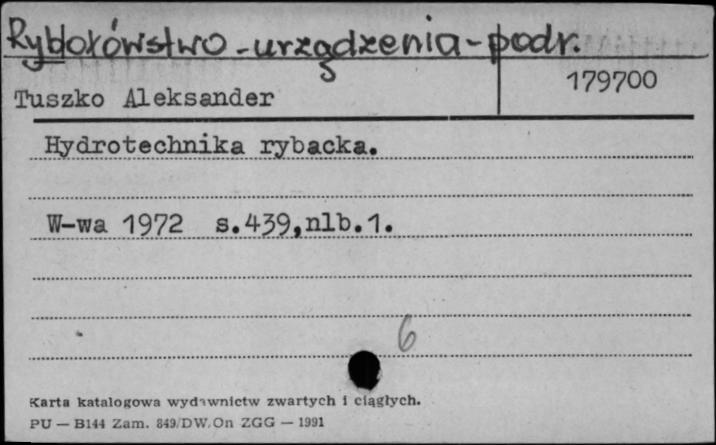 Rybołówstwo - urządzenia - podr.
179700
Tuszko Aleksander
Hydrotechnika rybacka.
W-wa 1972 s.439,nlb.1.
6
Karta katalogowa wydawnictw zwartych i ciągłych.
PU — B144 Zam. 849/DW.On ZGG — 1991